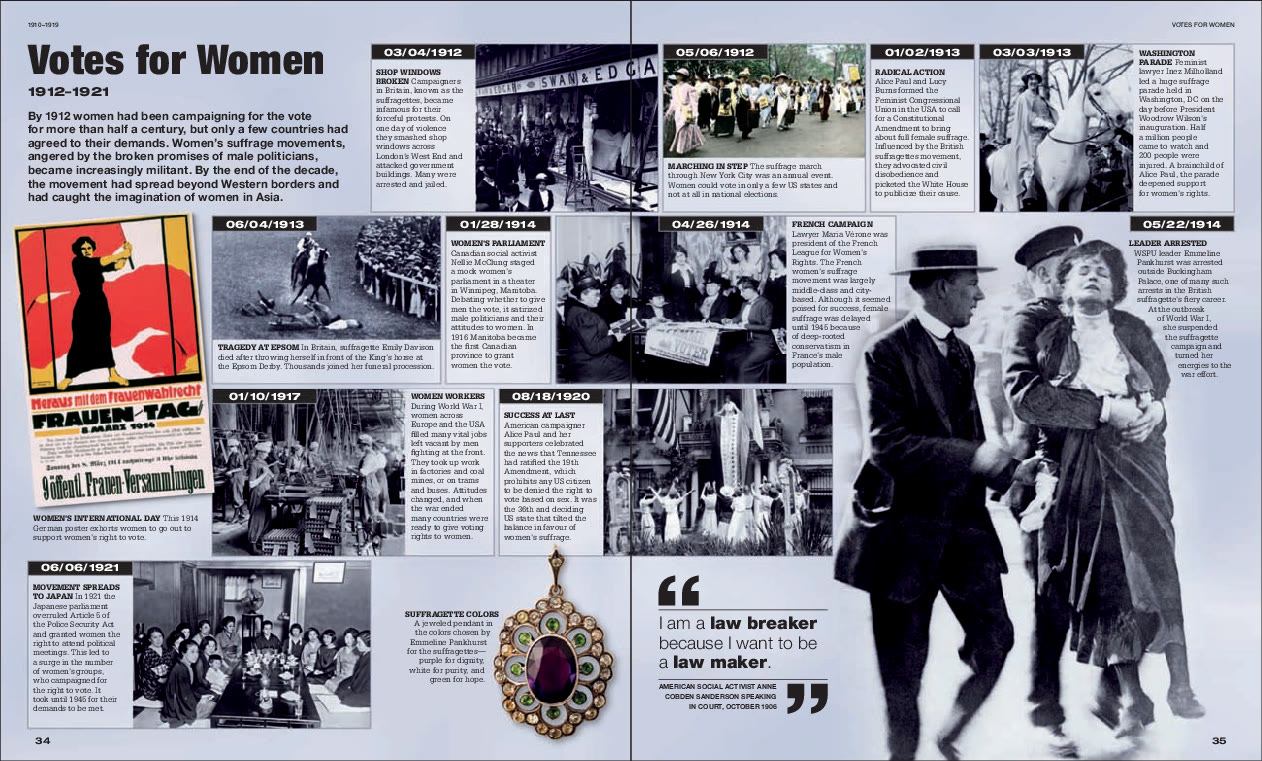 1910–1919
VOTES FOR WOMEN
Votes for Women
1912–1921
By 1912 women had been campaigning for the vote
for more than half a century, but only a few countries had
agreed to their demands. Women's suffrage movements,
angered by the broken promises of male politicians,
became increasingly militant. By the end of the decade,
the movement had spread beyond Western borders and
had caught the imagination of women in Asia.
03/04/1912
SHOP WINDOWS
BROKEN Campaigners
in Britain, known as the
suffragettes, became
infamous for their
forceful protests. On
one day of violence
they smashed shop
windows across
London's West End and
attacked government
buildings. Many were
arrested and jailed.
SWAN & EDGA
05/06/1912
MARCHING IN STEP The suffrage march
through New York City was an annual event.
Women could vote in only a few US states and
not at all in national elections.
01/02/1913
RADICAL ACTION
Alice Paul and Lucy
Burns formed the
Feminist Congressional
Union in the USA to call
for a Constitutional
Amendment to bring
about full female suffrage.
Influenced by the British
suffragettes movement,
they advocated civil
disobedience and
picketed the White House
to publicize their cause.
03/03/1913
WASHINGTON
PARADE Feminist
lawyer Inez Milholland
led a huge suffrage
parade held in
Washington, DC on the
day before President
Woodrow Wilson's
inauguration. Half
a million people
came to watch and
200 people were
injured. A brainchild of
Alice Paul, the parade
deepened support
for women's rights.
Heraus mit dem Frauenwahlrecht
FRAUEN TAG!
8. MÄRZ 1914
Sonntag den 8. März 1914 nachmittags 3 Uhr
9 öffentl. Frauen-Versammlungen
WOMEN'S INTERNATIONAL DAY This 1914
German poster exhorts women to go out to
support women's right to vote.
06/04/1913
TRAGEDY AT EPSOM In Britain, suffragette Emily Davison
died after throwing herself in front of the King's horse at
the Epsom Derby. Thousands joined her funeral procession.
01/28/1914
WOMEN'S PARLIAMENT
Canadian social activist
Nellie McClung staged
a mock women's
parliament in a theater
in Winnipeg, Manitoba.
Debating whether to give
men the vote, it satirized
male politicians and their
attitudes to women. In
1916 Manitoba became
the first Canadian
province to grant
women the vote.
04/26/1914
VOTER
FRENCH CAMPAIGN
Lawyer Maria Vérone was
president of the French
League for Women's
Rights. The French
women's suffrage
movement was largely
middle-class and city-
based. Although it seemed
poised for success, female
suffrage was delayed
until 1945 because
of deep-rooted
conservatism in
France's male
population.
05/22/1914
LEADER ARRESTED
WSPU leader Emmeline
Pankhurst was arrested
outside Buckingham
Palace, one of many such
arrests in the British
suffragette's fiery career.
At the outbreak
of World War I,
she suspended
the suffragette
campaign and
turned her
energies to the
war effort.
01/10/1917
WOMEN WORKERS
During World War I,
women across
Europe and the USA
filled many vital jobs
left vacant by men
fighting at the front.
They took up work
in factories and coal
mines, or on trams
and buses. Attitudes
changed, and when
the war ended
many countries were
ready to give voting
rights to women.
08/18/1920
SUCCESS AT LAST
American campaigner
Alice Paul and her
supporters celebrated
the news that Tennessee
had ratified the 19th
Amendment, which
prohibits any US citizen
to be denied the right to
vote based on sex. It was
the 36th and deciding
US state that tilted the
balance in favour of
women's suffrage.
06/06/1921
MOVEMENT SPREADS
TO JAPAN In 1921 the
Japanese parliament
overruled Article 5 of
the Police Security Act
and granted women the
right to attend political
meetings. This led to
a surge in the number
of women's groups,
who campaigned for
the right to vote. It
took until 1945 for their
demands to be met.
SUFFRAGETTE COLORS
A jeweled pendant in
the colors chosen by
Emmeline Pankhurst
for the suffragettes—
purple for dignity,
white for purity, and
green for hope.
“
I am a law breaker
because I want to be
a law maker.
AMERICAN SOCIAL ACTIVIST ANNE
COBDEN SANDERSON SPEAKING
IN COURT, OCTOBER 1906
”
34
35